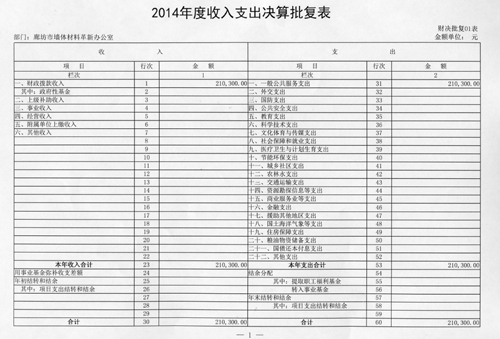 2014年度收入支出决算批复表
财决批复01表
部门：廊坊市墙体材料革新办公室 金额单位： 元
收 入 支 出
项 目 行次 金 额 项 目 行次 金 额
栏次 1 栏次 2
一、财政拨款收入 1 210,300.00 一、一般公共服务支出 31 210,300.00
其中：政府性基金 2 二、外交支出 32
二、上级补助收入 3 三、国防支出 33
三、事业收入 4 四、公共安全支出 34
四、经营收入 5 五、教育支出 35
五、附属单位上缴收入 6 六、科学技术支出 36
六、其他收入 7 七、文化体育与传媒支出 37
8 八、社会保障和就业支出 38
9 九、医疗卫生与计划生育支出 39
10 十、节能环保支出 40
11 十一、城乡社区支出 41
12 十二、农林水支出 42
13 十三、交通运输支出 43
14 十四、资源勘探信息等支出 44
15 十五、商业服务业等支出 45
16 十六、金融支出 46
17 十七、援助其他地区支出 47
18 十八、国土海洋气象等支出 48
19 十九、住房保障支出 49
20 二十、粮油物资储备支出 50
21 二十一、国债还本付息支出 51
22 二十二、其他支出 52
本年收入合计 23 210,300.00 本年支出合计 53 210,300.00
用事业基金弥补收支差额 24 结余分配 54
年初结转和结余 25 其中：提取职工福利基金 55
其中：项目支出结转和结余 26 转入事业基金 56
27 年末结转和结余 57
28 其中：项目支出结转和结余 58
29 59
合计 30 210,300.00 合计 60 210,300.00
— 1 —